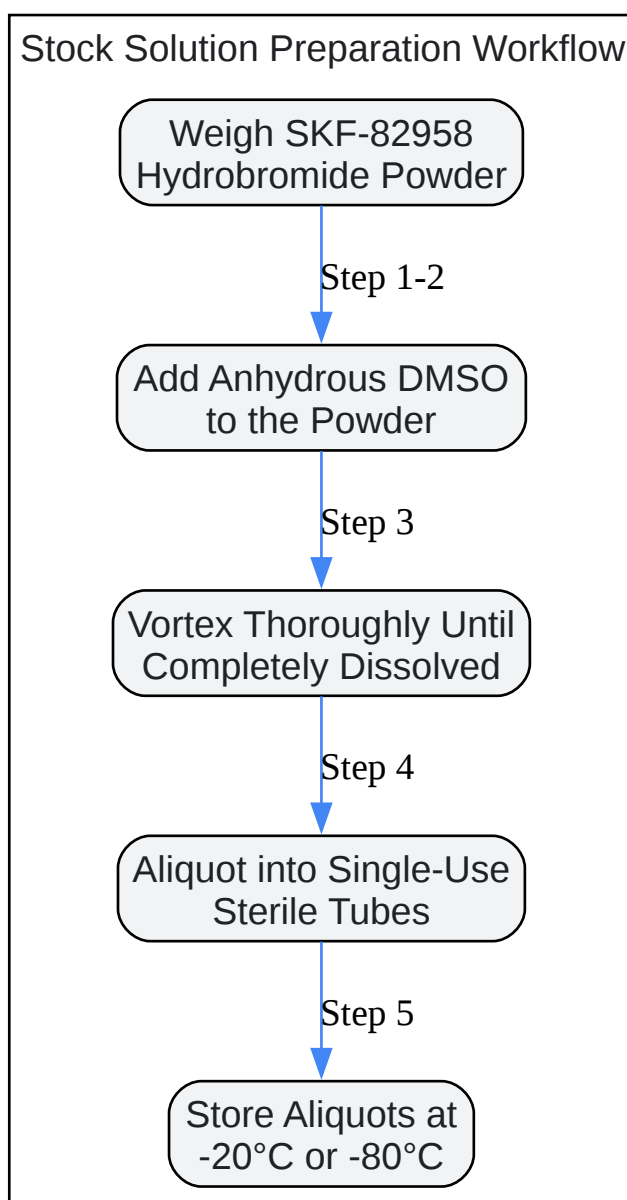 Stock Solution Preparation Workflow
Weigh SKF-82958
Hydrobromide Powder
Step 1-2
Add Anhydrous DMSO
to the Powder
Step 3
Vortex Thoroughly Until
Completely Dissolved
Step 4
Aliquot into Single-Use
Sterile Tubes
Step 5
Store Aliquots at
-20°C or -80°C